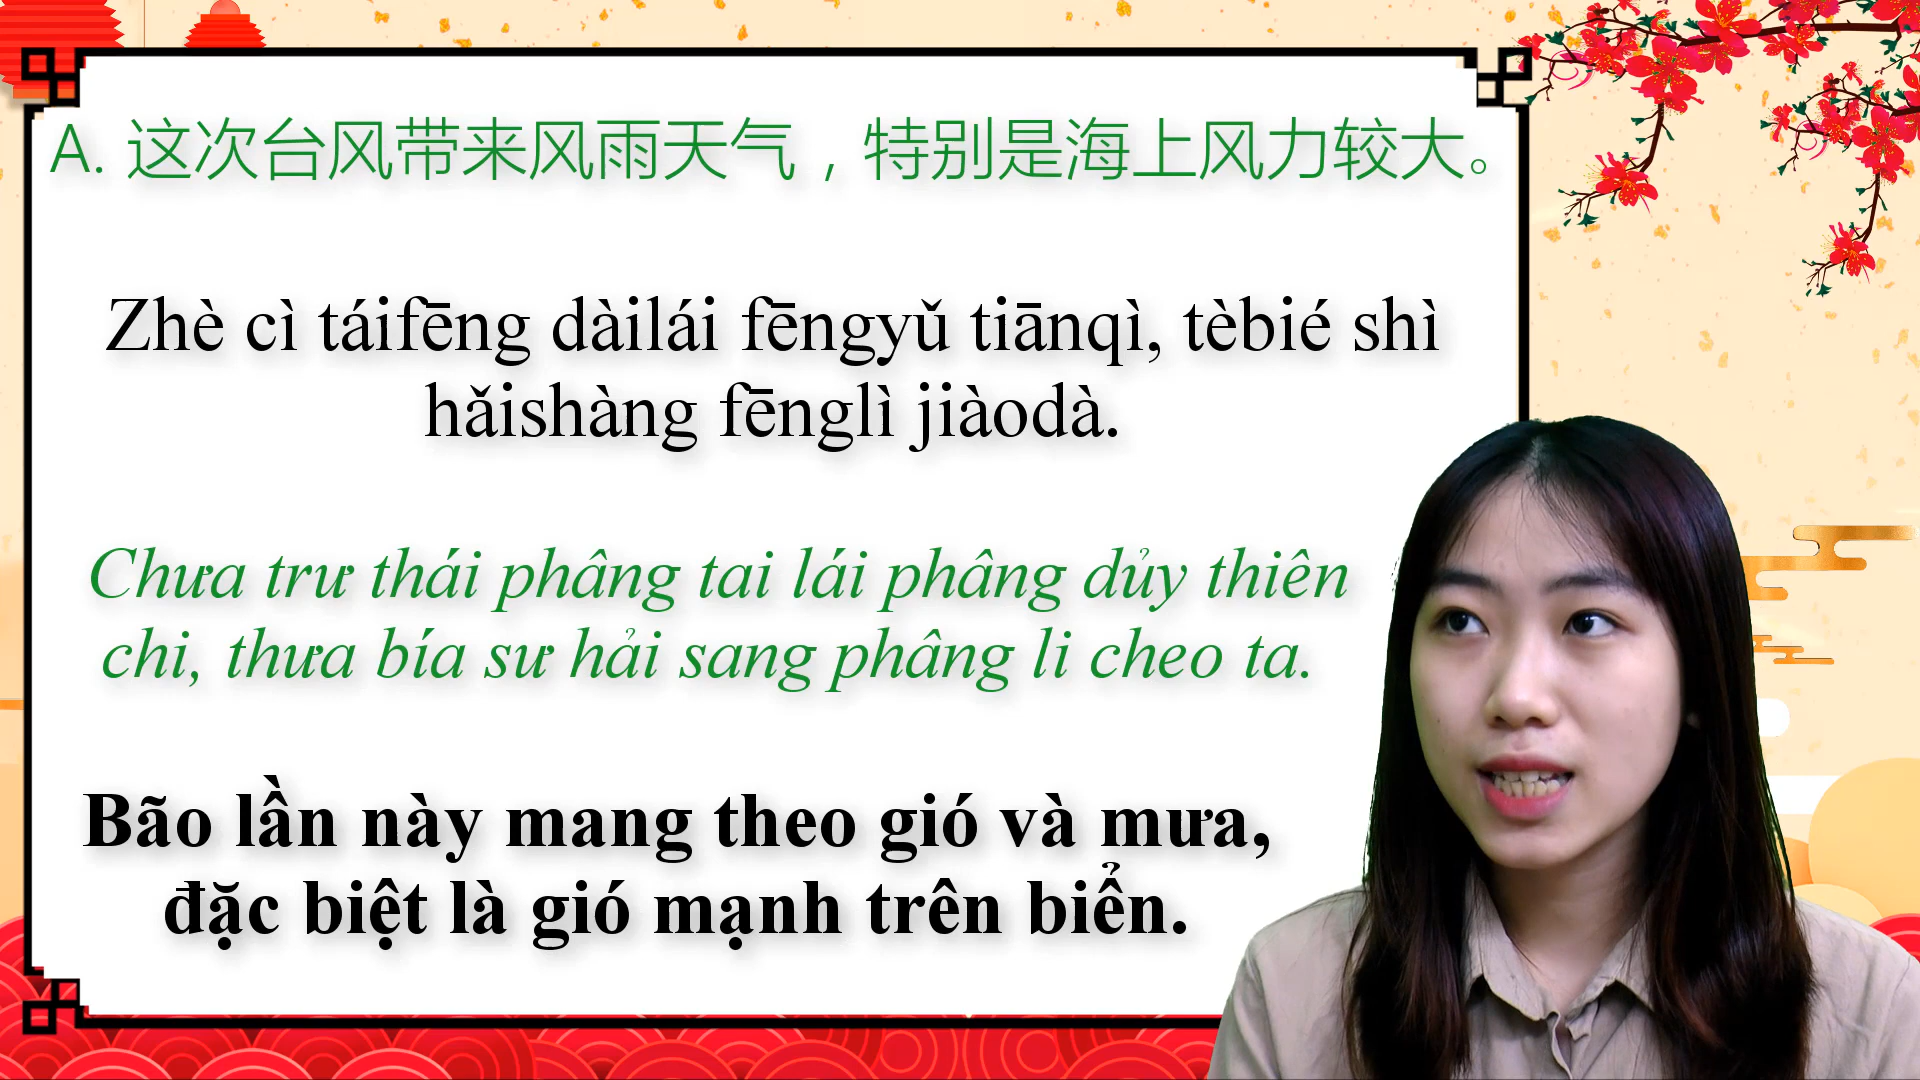 A. 这次台风带来风雨天气，特别是海上风力较大。
Zhè cì táifēng dàilái fēngyǔ tiānqì, tèbié shì
hǎishàng fēnglì jiàodà.
Chưa trư thái phâng tai lái phâng dủy thiên
chi, thưa bía sư hải sang phâng li cheo ta.
Bão lần này mang theo gió và mưa,
đặc biệt là gió mạnh trên biển.